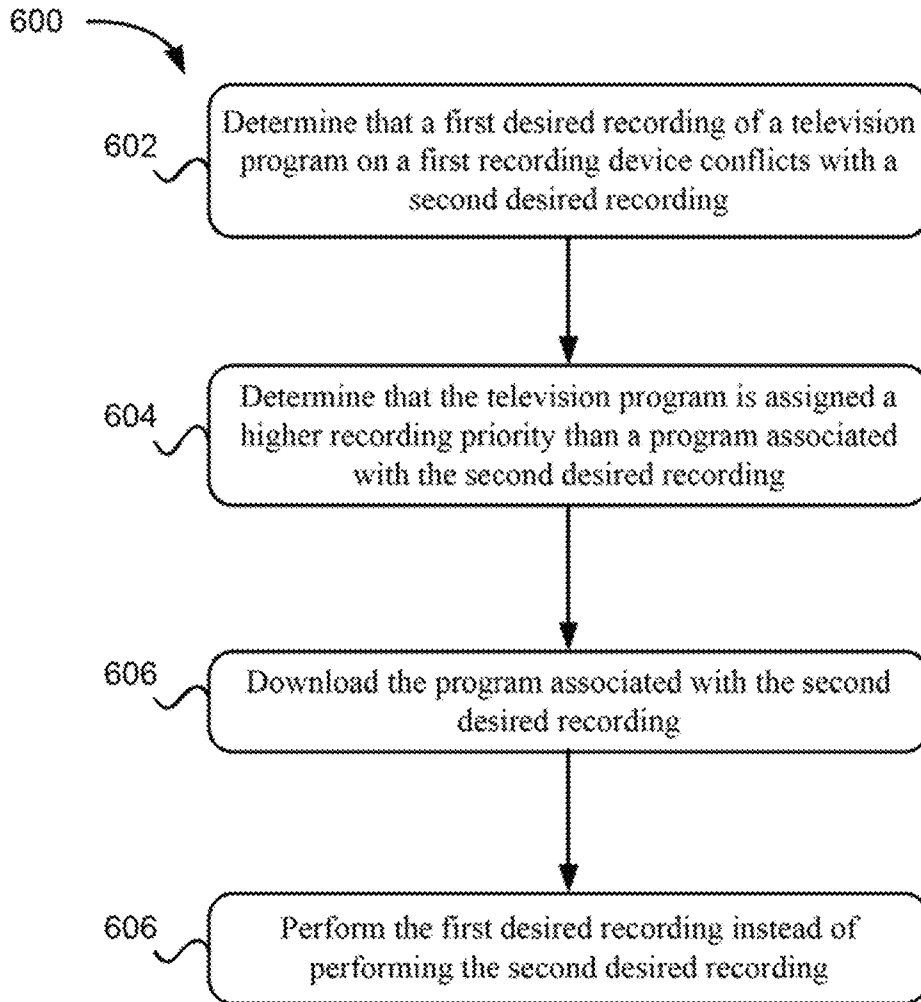 600
602
Determine that a first desired recording of a television
program on a first recording device conflicts with a
second desired recording
604
Determine that the television program is assigned a
higher recording priority than a program associated
with the second desired recording
606
Download the program associated with the second
desired recording
606
Perform the first desired recording instead of
performing the second desired recording